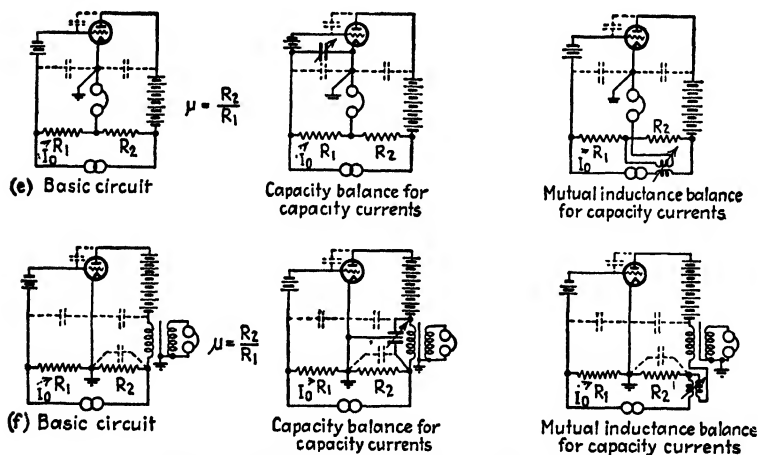 μ = R2/R1
I0 R1 R2
I0 R1 R2
I0 R1 R2
(e) Basic circuit
Capacity balance for
capacity currents
Mutual inductance balance
for capacity currents
μ = R2/R1
I0 R1 R2
I0 R1 R2
I0 R1 R2
(f) Basic circuit
Capacity balance for
capacity currents
Mutual inductance balance
for capacity currents